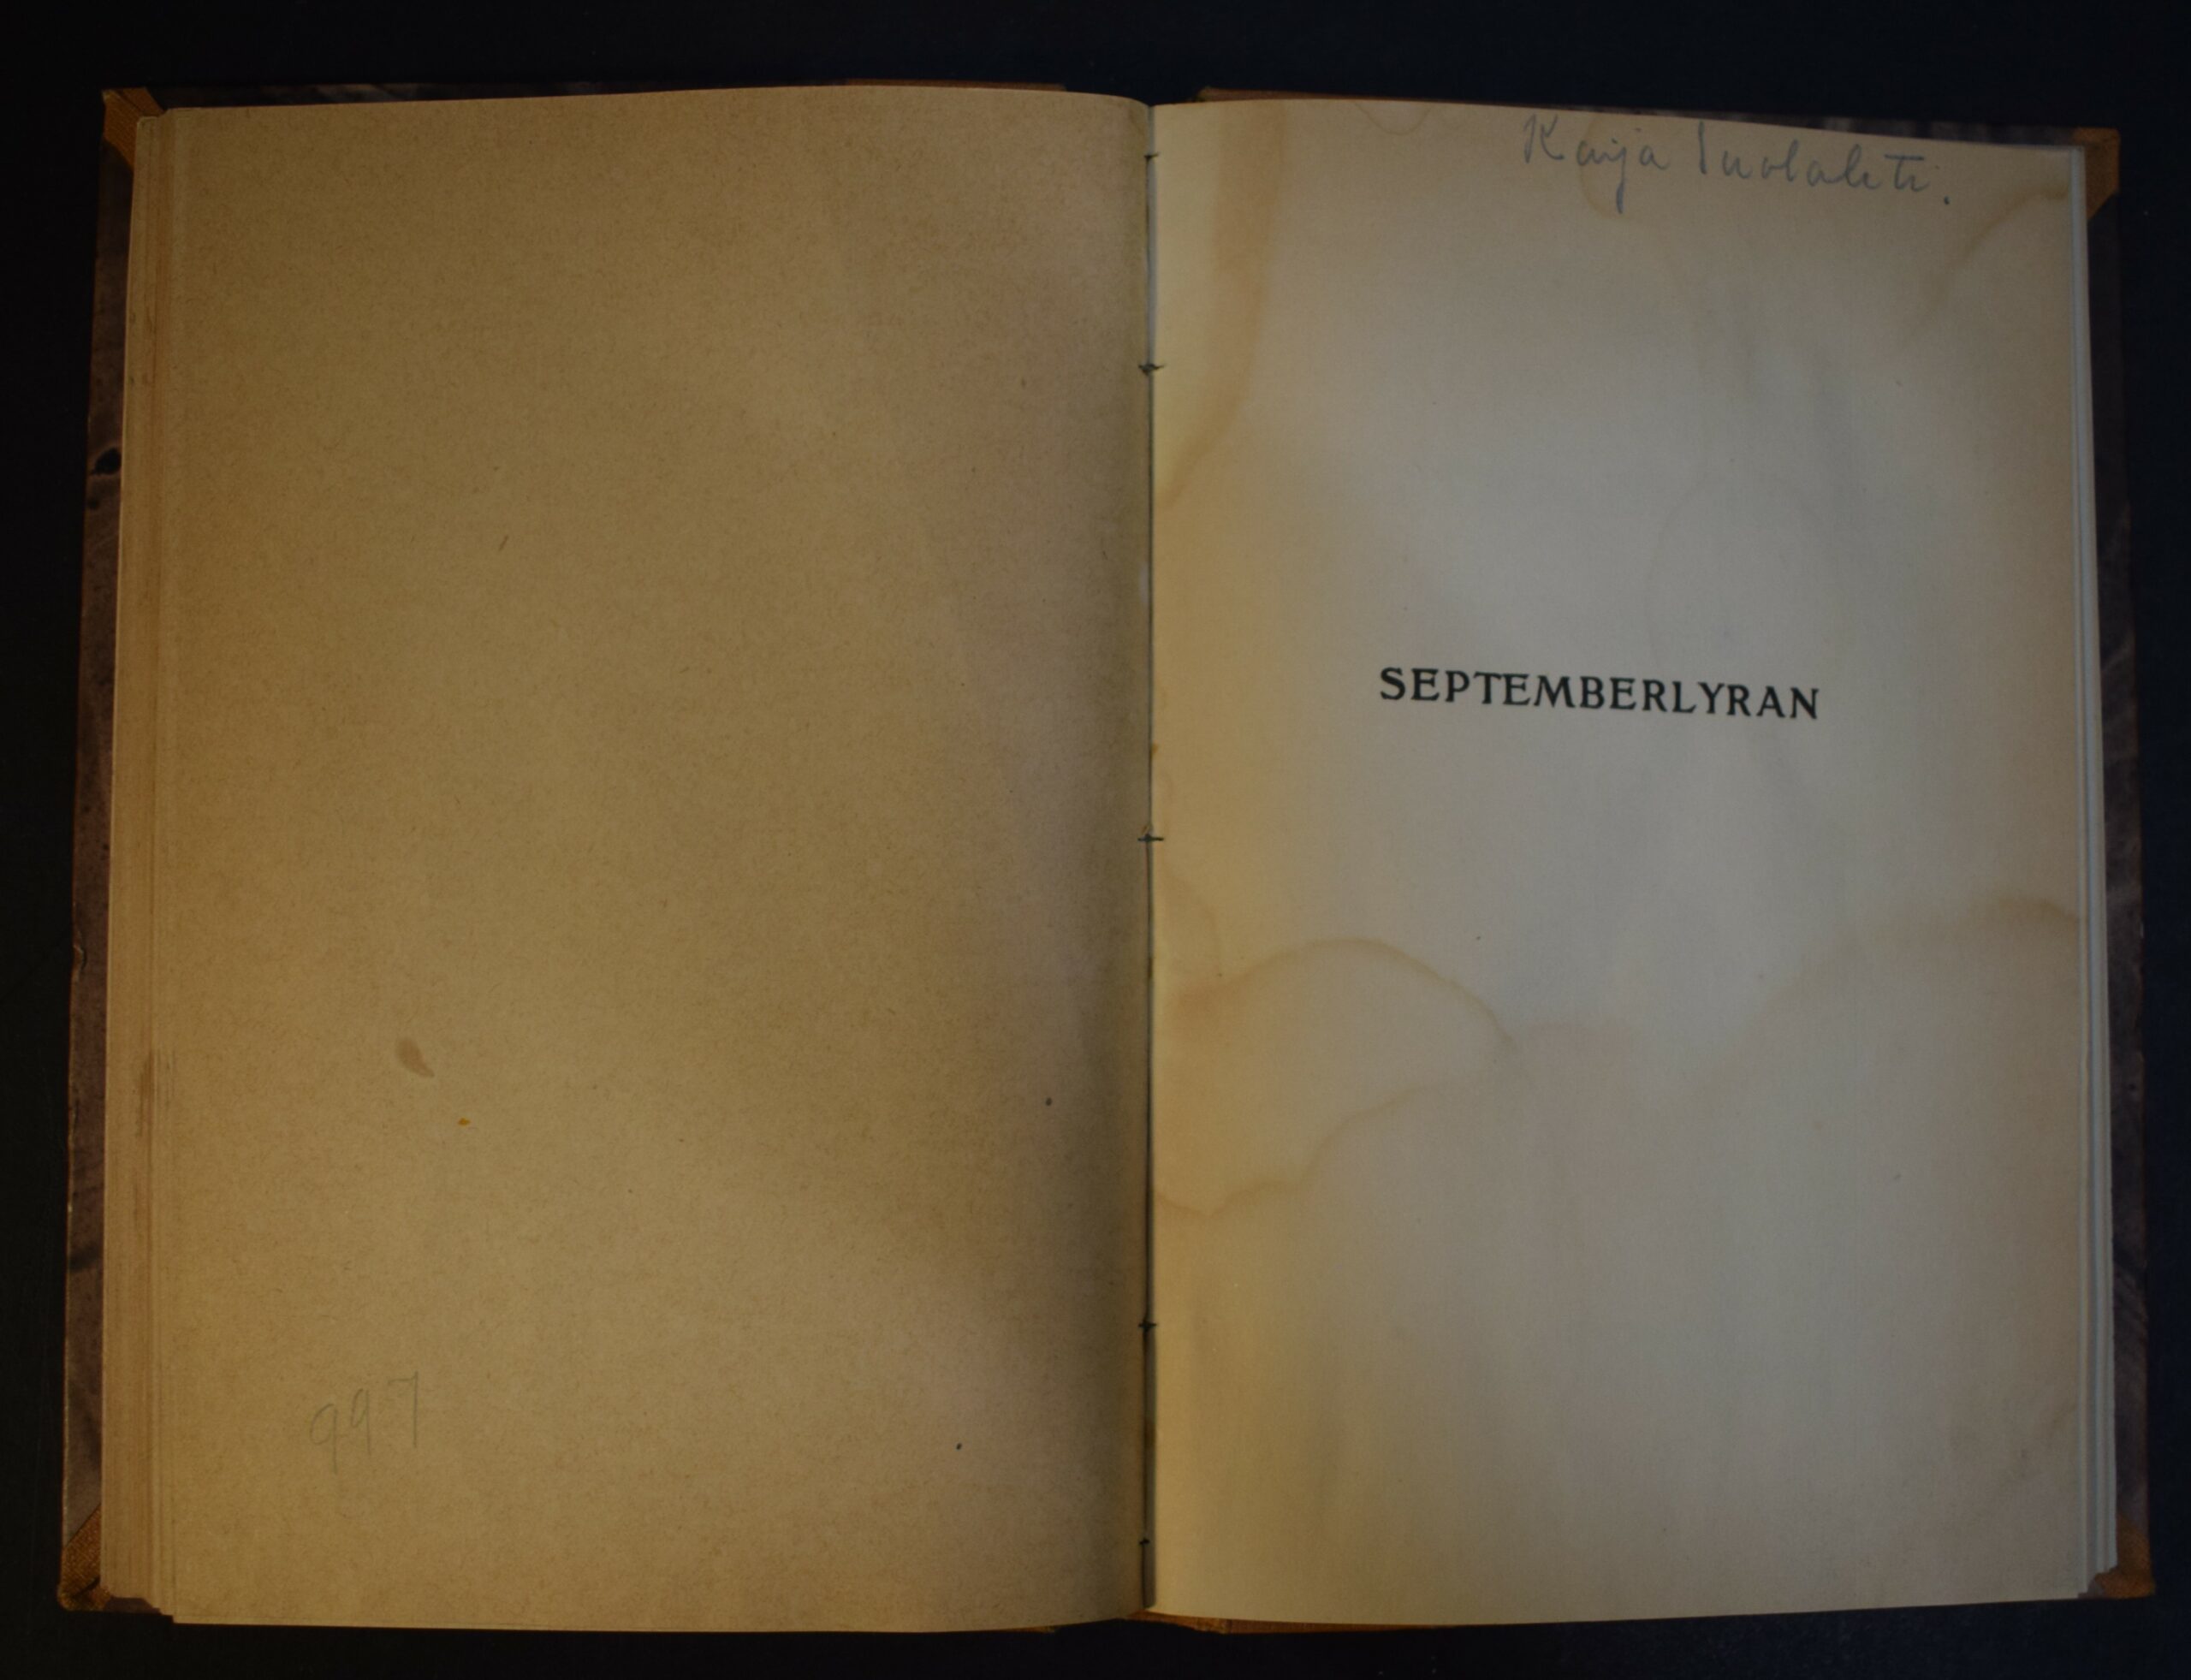 Kaija Suolahti.
SEPTEMBERLYRAN
997